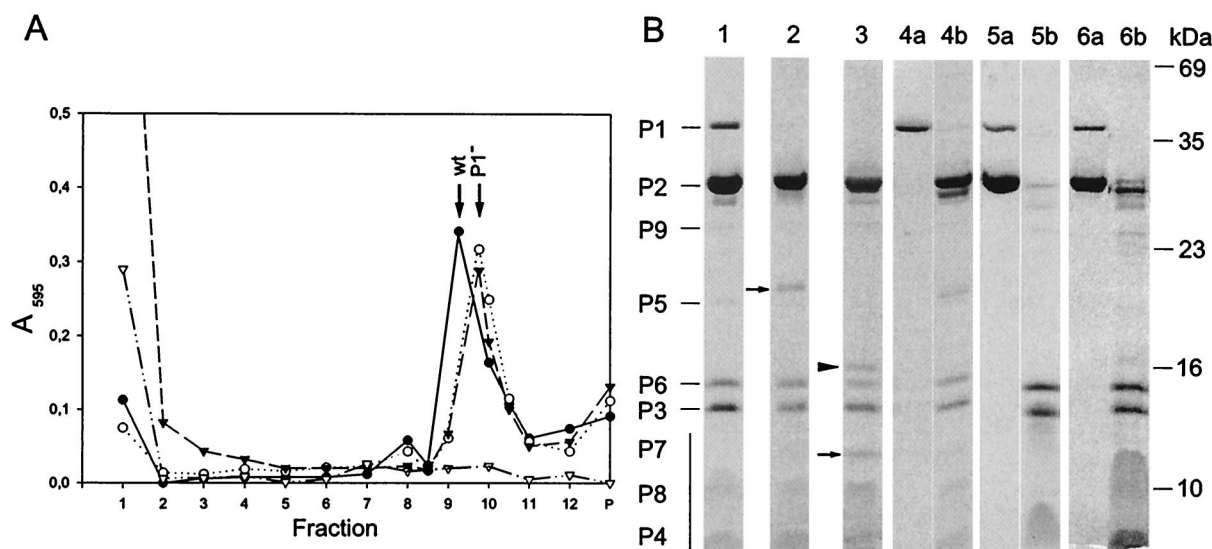 A
B
0,5
0,4
0,3
0,2
0,1
0,0
A 595
wt
P1-
1 2 3 4 5 6 7 8 9 10 11 12 P
Fraction
1 2 3 4a 4b 5a 5b 6a 6b kDa
P1
P2
P9
P5
P6
P3
P7
P8
P4
69
35
23
16
10